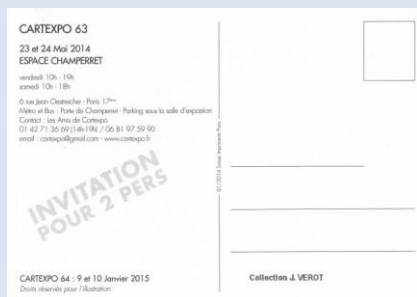 CARTEXPO 63
23 et 24 Mai 2014
ESPACE CHAMPERRET
vendredi 10h - 19h
samedi 10h - 18h
6 rue Jean Oestreicher - Paris 17ème
Métro et Bus : Porte de Champerret - Parking sous la salle d'exposition
Contact : Les Amis de Cartexpo
01 42 71 36 69 (14h-19h) / 06 81 97 59 90
email : cartexpo@gmail.com - www.cartexpo.fr
INVITATION
POUR 2 PERS
CARTEXPO 64 : 9 et 10 Janvier 2015
Droits réservés pour l'illustration
Collection J. VEROT